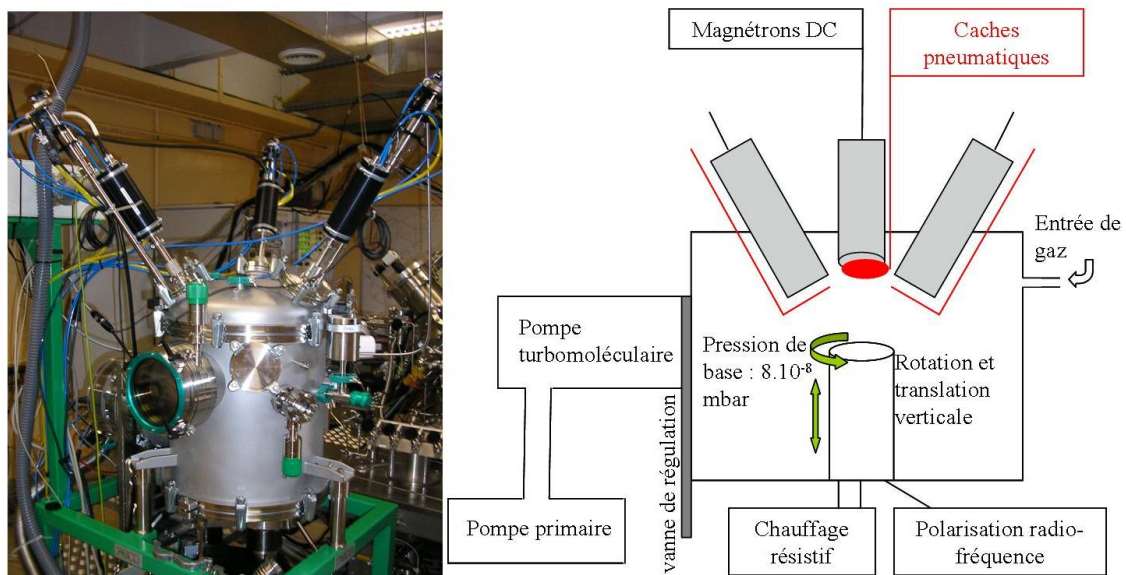 Magnétrons DC
Caches
pneumatiques
Entrée de
gaz
Pompe
turbomoléculaire
Pression de
base : 8.10-8
mbar
Rotation et
translation
verticale
vanne de régulation
Pompe primaire
Chauffage
résistif
Polarisation radio-
fréquence